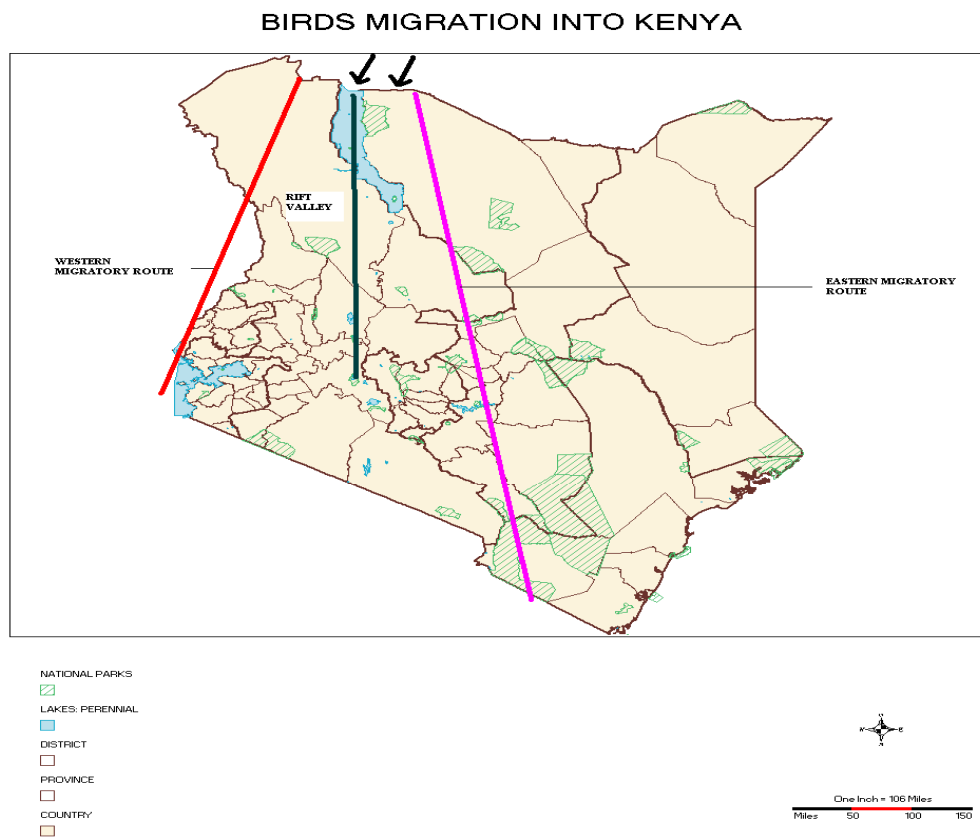 BIRDS MIGRATION INTO KENYA
RIFT
VALLEY
WESTERN
MIGRATORY ROUTE
EASTERN MIGRATORY
ROUTE
NATIONAL PARKS
LAKES: PERENNIAL
DISTRICT
PROVINCE
COUNTRY
One Inch = 106 Miles
Miles 50 100 150